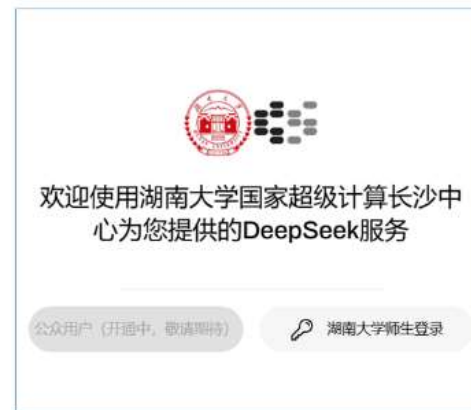 欢迎使用湖南大学国家超级计算长沙中
心为您提供的DeepSeek服务
公众用户（开通中，敬请期待）
湖南大学师生登录